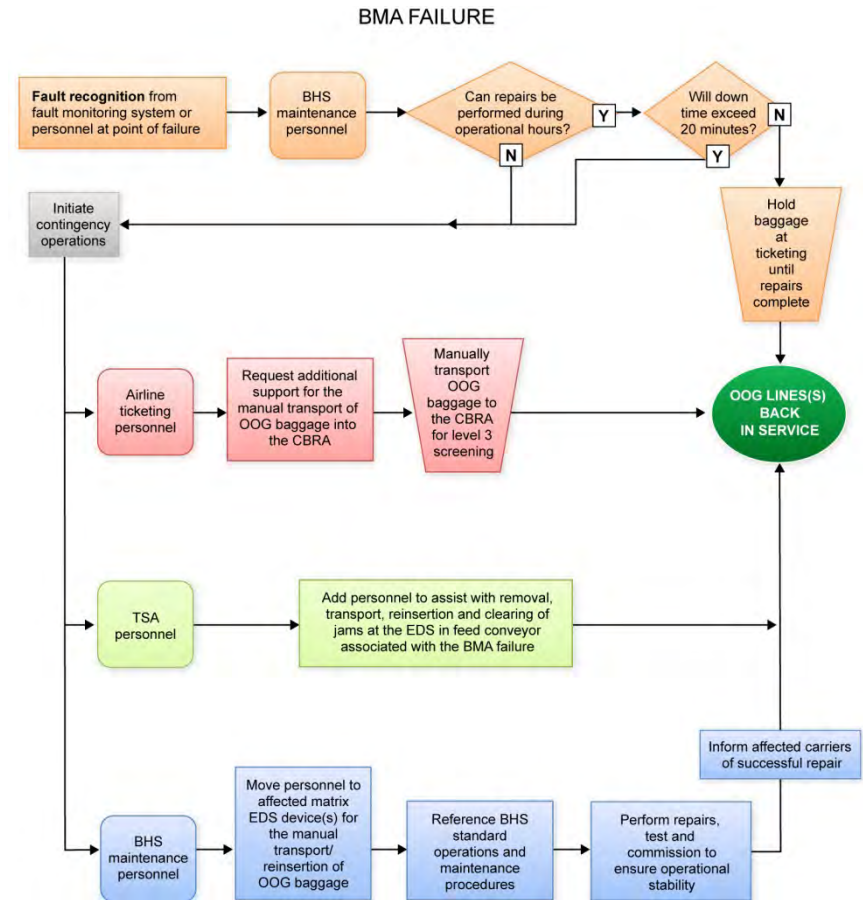 BMA FAILURE
Fault recognition from
fault monitoring system or
personnel at point of failure
BHS
maintenance
personnel
Can repairs be
performed during
operational hours?
Y
N
Will down
time exceed
20 minutes?
N
Y
Initiate
contingency
operations
Hold
baggage
at
ticketing
until
repairs
complete
Airline
ticketing
personnel
Request additional
support for the
manual transport of
OOG baggage into
the CBRA
Manually
transport
OOG
baggage to
the CBRA
for level 3
screening
OOG LINES(S)
BACK
IN SERVICE
TSA
personnel
Add personnel to assist with removal,
transport, reinsertion and clearing of
jams at the EDS in feed conveyor
associated with the BMA failure
Inform affected carriers
of successful repair
BHS
maintenance
personnel
Move personnel to
affected matrix
EDS device(s) for
the manual
transport/
reinsertion of
OOG baggage
Reference BHS
standard
operations and
maintenance
procedures
Perform repairs,
test and
commission to
ensure operational
stability